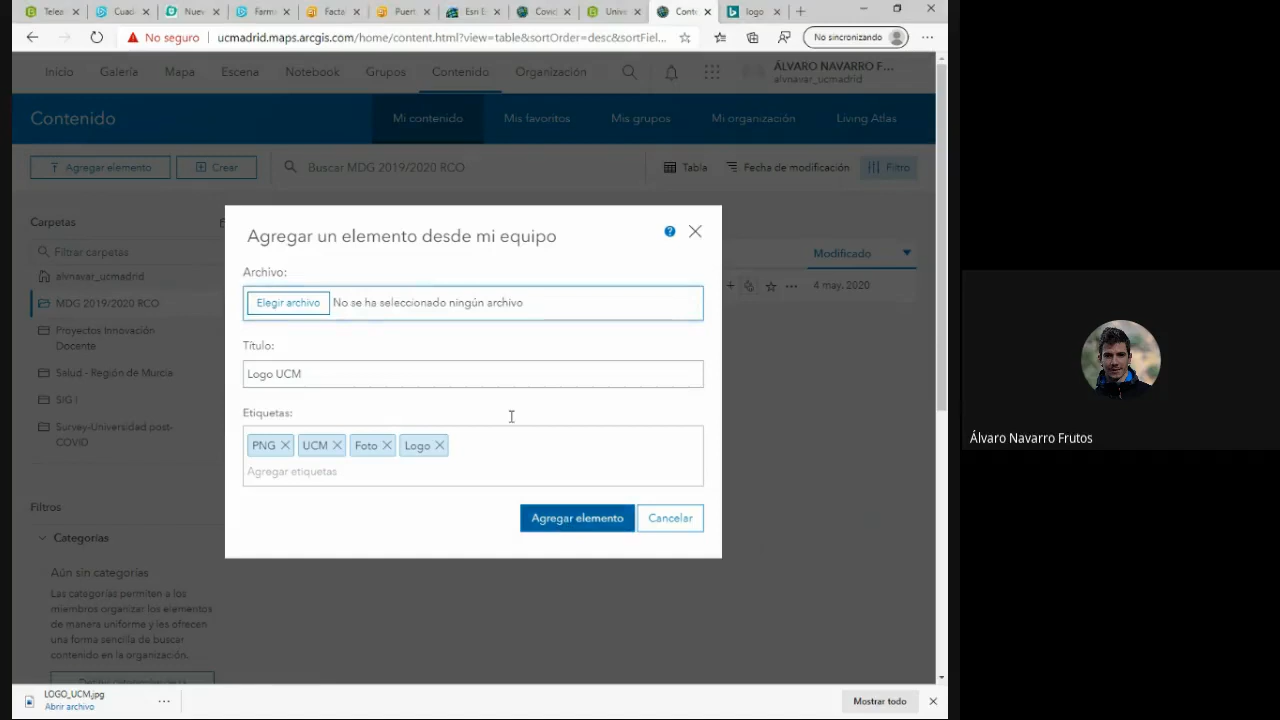 Telea
Cuad
Nuev
Farm
Facta
Puert
Esri E
Covid
Unive
Conte
logo
No seguro
ucmadrid.maps.arcgis.com/home/content.html?view=table&sortOrder=desc&sortFiel...
No sincronizando
Inicio Galería Mapa Escena Notebook Grupos Contenido Organización
ÁLVARO NAVARRO F...
alvnavar_ucmadrid
Contenido
Mi contenido Mis favoritos Mis grupos Mi organización Living Atlas
Agregar elemento
Crear
Buscar MDG 2019/2020 RCO
Tabla
Fecha de modificación
Filtro
Carpetas
Filtrar carpetas
alvnavar_ucmadrid
MDG 2019/2020 RCO
Proyectos Innovación
Docente
Salud - Región de Murcia
SIG I
Survey-Universidad post-
COVID
Filtros
Categorías
Aún sin categorías
Las categorías permiten a los
miembros organizar los elementos
de manera uniforme y les ofrecen
una forma sencilla de buscar
contenido en la organización.
Modificado
4 may. 2020
Agregar un elemento desde mi equipo
Archivo:
Elegir archivo No se ha seleccionado ningún archivo
Título:
Logo UCM
Etiquetas:
PNG UCM Foto Logo
Agregar etiquetas
Agregar elemento
Cancelar
LOGO_UCM.jpg
Abrir archivo
Mostrar todo
Álvaro Navarro Frutos